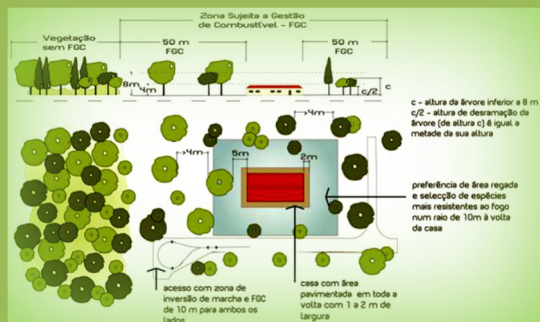 Zona Sujeita a Gestão
de Combustível - FGC
Vegetação
sem FGC
50 m
FGC
50 m
FGC
8m
4m
c
c/2
c - altura da árvore inferior a 8 m
c/2 - altura de desramação da
árvore (de altura c) é igual a
metade da sua altura
>4m
>4m
5m
2m
preferência de área regada
e selecção de espécies
mais resistentes ao fogo
num raio de 10m à volta
da casa
acesso com zona de
inversão de marcha e FGC
de 10 m para ambos os
lados
casa com área
pavimentada em toda a
volta com 1 a 2 m de
largura